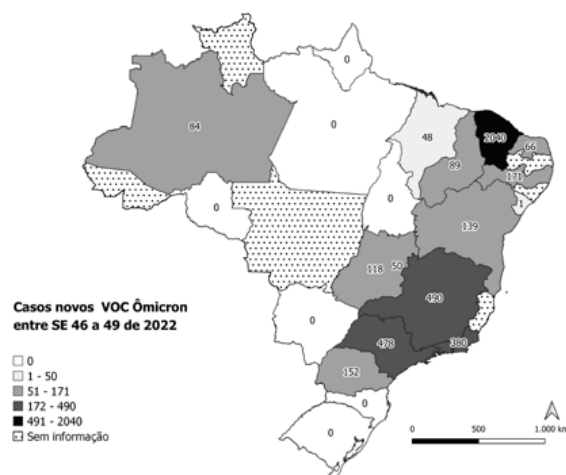 0
84
0
48
2040
66
89
171
1
0
0
139
118
50
490
0
478
380
152
0
0
Casos novos VOC Ômicron
entre SE 46 a 49 de 2022
0
1 - 50
51 - 171
172 - 490
491 - 2040
Sem informação
0 500 1.000 km